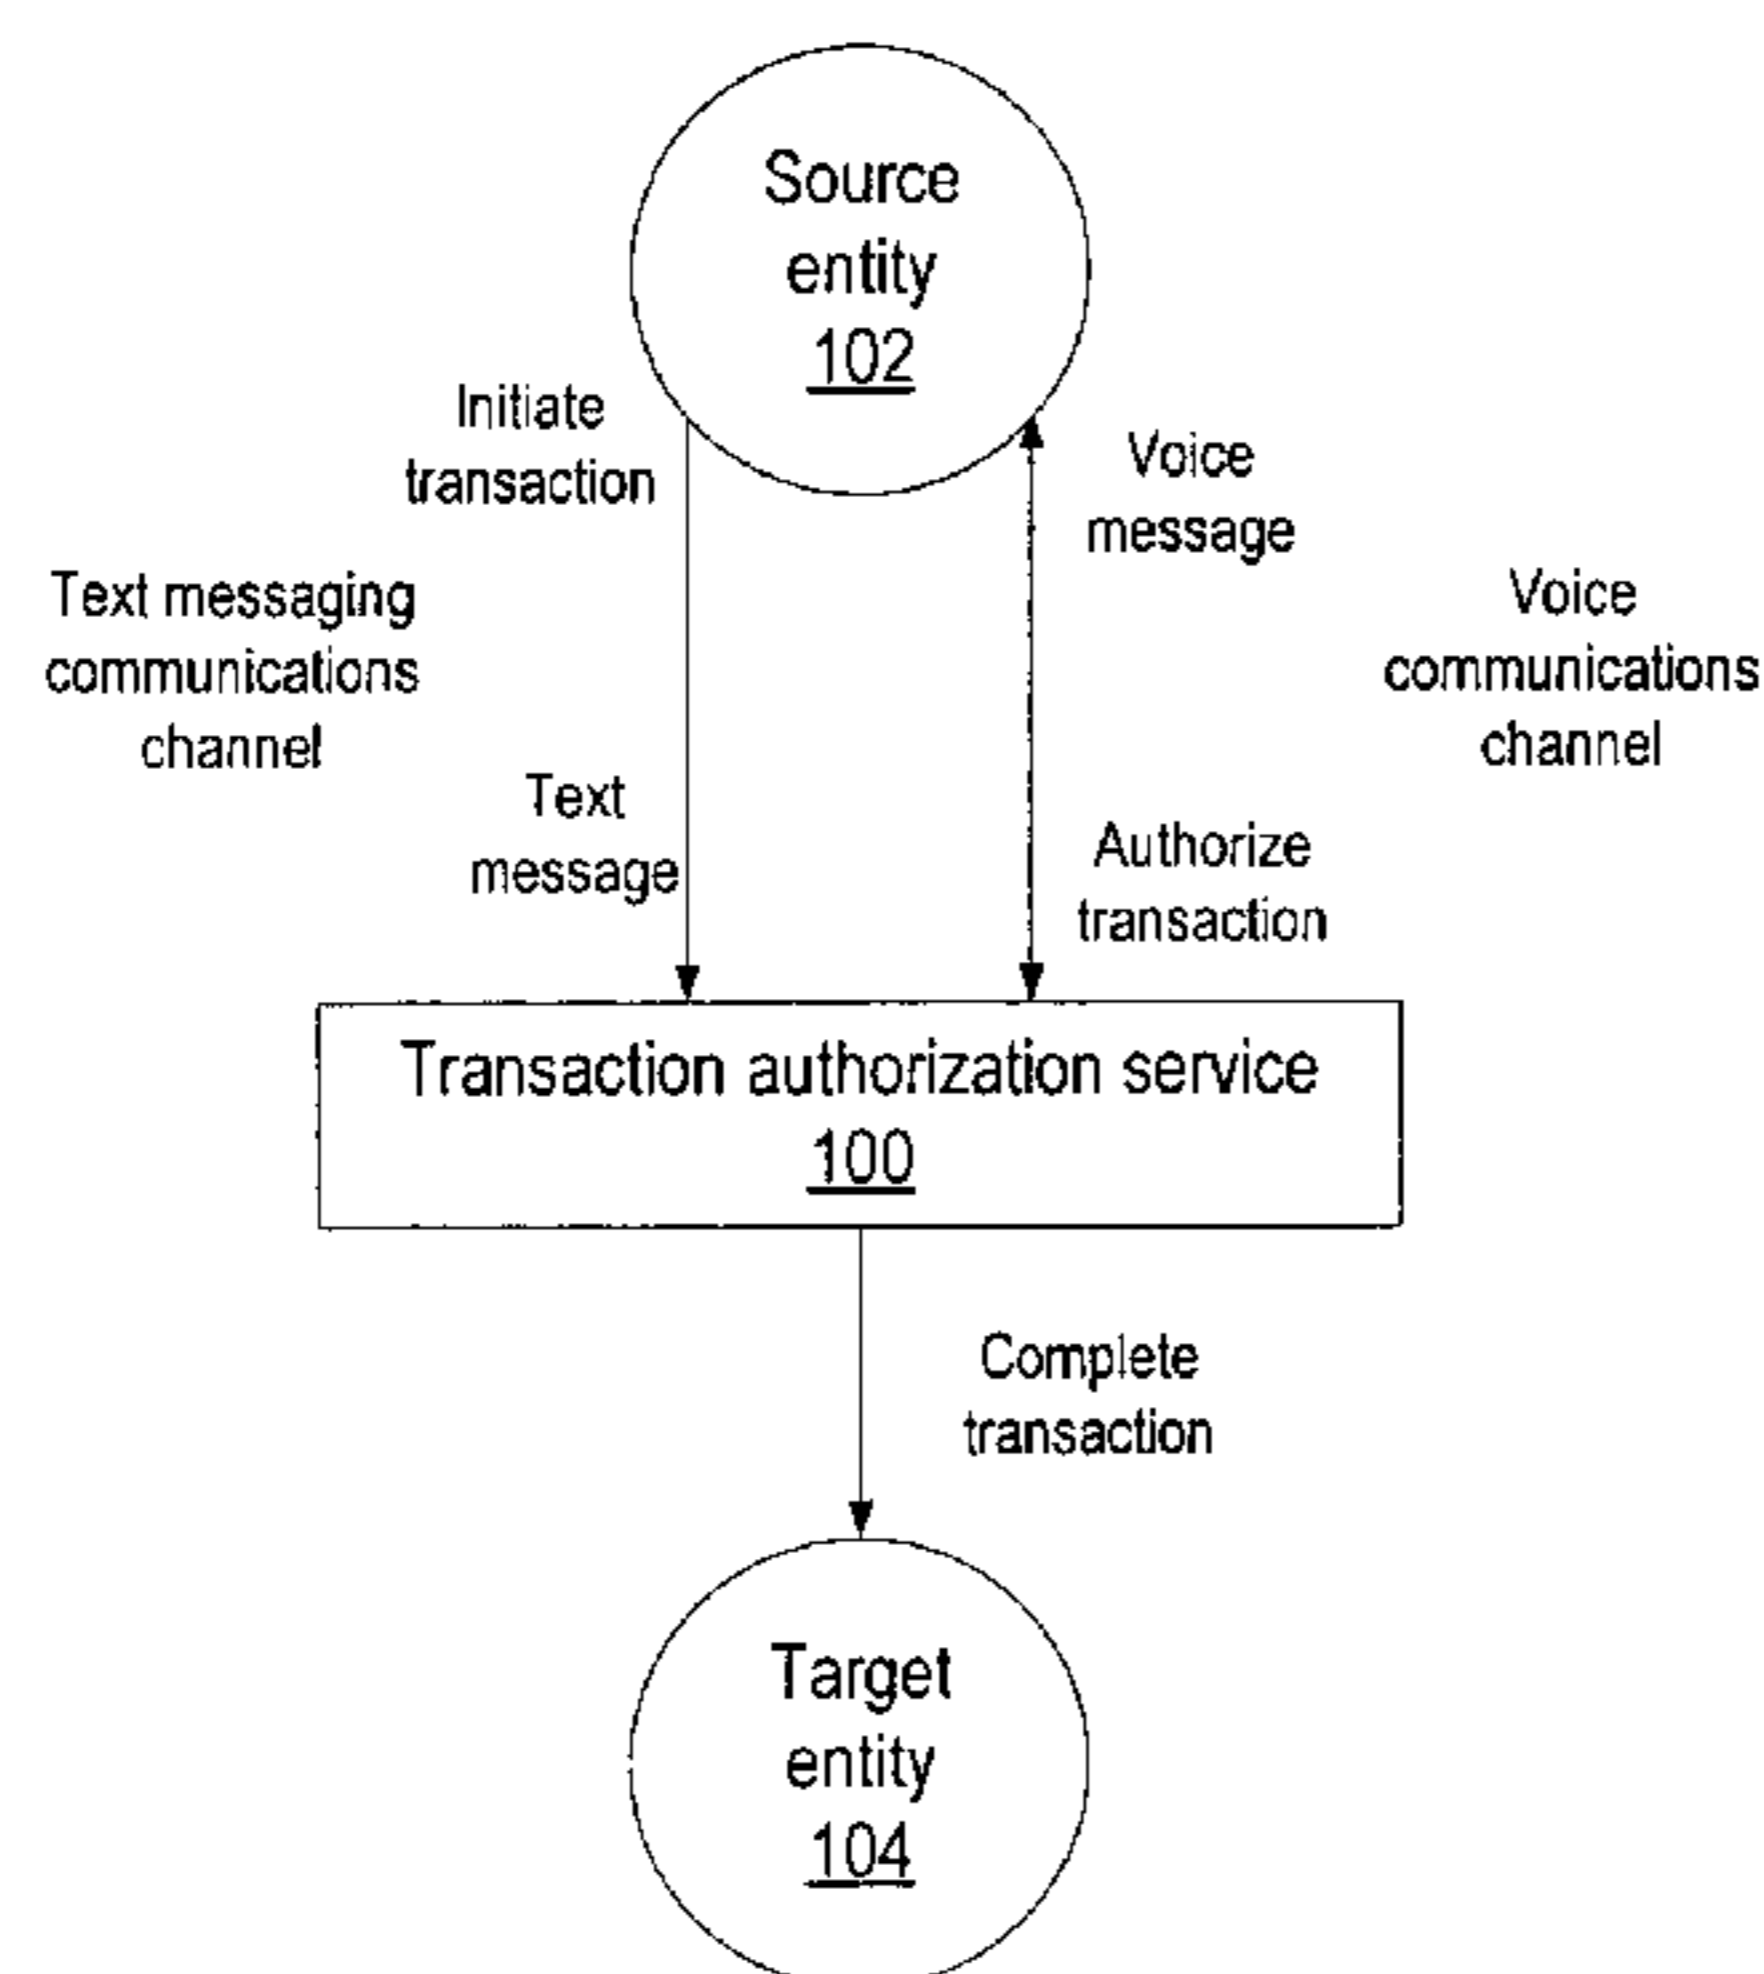 Source
entity
102
Initiate
transaction
Voice
message
Text messaging
communications
channel
Voice
communications
channel
Text
message
Authorize
transaction
Transaction authorization service
100
Complete
transaction
Target
entity
104